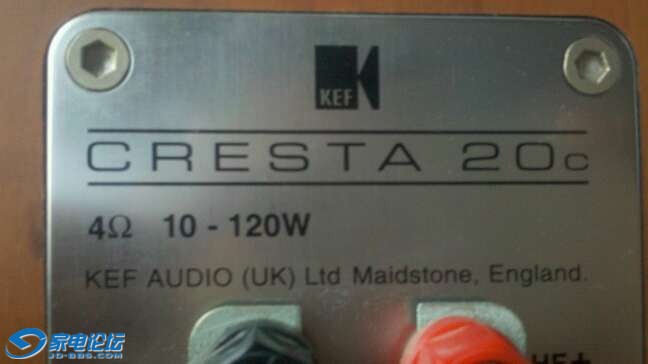 KEF
CRESTA 20c
4Ω 10 - 120W
KEF AUDIO (UK) Ltd Maidstone, England.
HF+
家电论坛
JD-BBS.COM